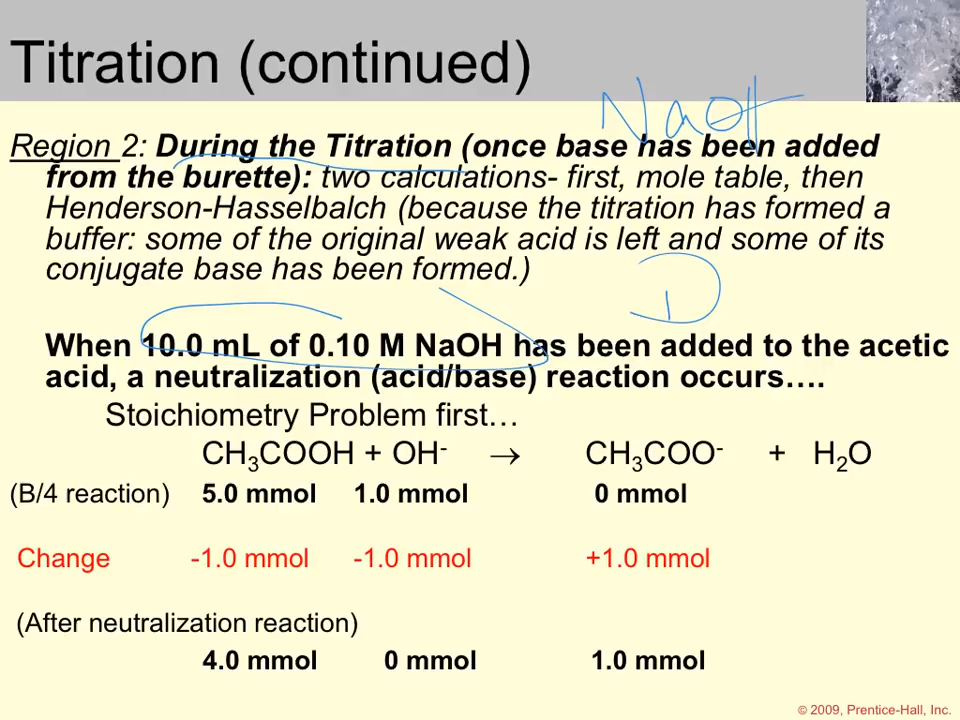 Titration (continued)
NaOH
Region 2: During the Titration (once base has been added
from the burette): two calculations- first, mole table, then
Henderson-Hasselbalch (because the titration has formed a
buffer: some of the original weak acid is left and some of its
conjugate base has been formed.)
When 10.0 mL of 0.10 M NaOH has been added to the acetic
acid, a neutralization (acid/base) reaction occurs….
Stoichiometry Problem first…
CH₃COOH + OH⁻ → CH₃COO⁻ + H₂O
(B/4 reaction) 5.0 mmol 1.0 mmol 0 mmol
Change -1.0 mmol -1.0 mmol +1.0 mmol
(After neutralization reaction)
4.0 mmol 0 mmol 1.0 mmol
© 2009, Prentice-Hall, Inc.